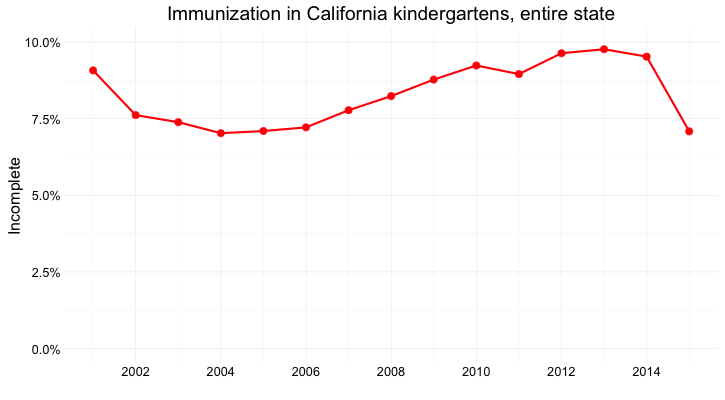 Immunization in California kindergartens, entire state
10.0%
7.5%
5.0%
2.5%
0.0%
Incomplete
2002 2004 2006 2008 2010 2012 2014